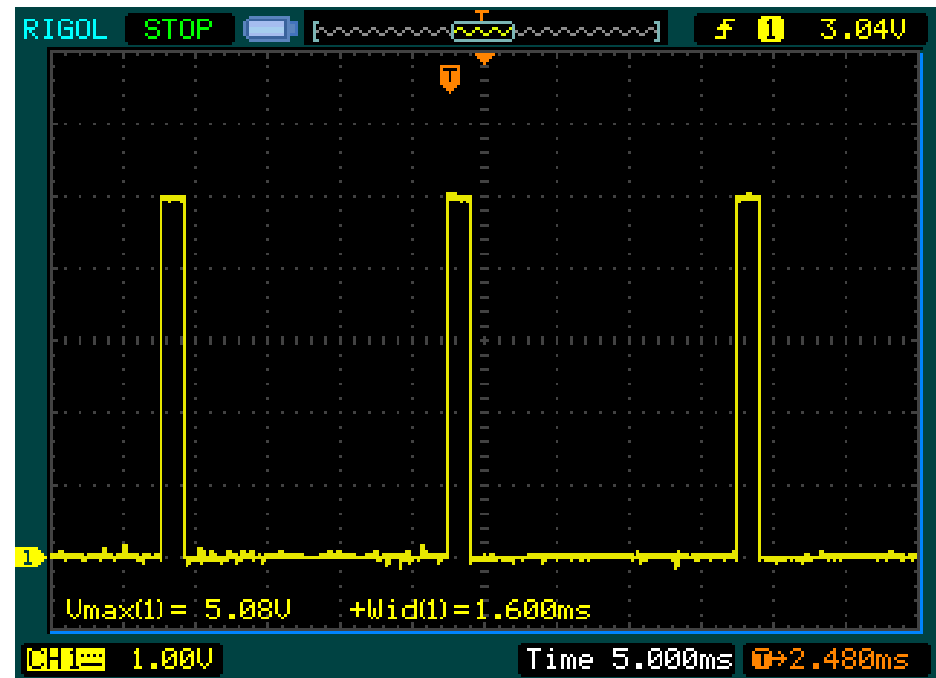 RIGOL STOP T 1 3.04V
T
1
Vmax(1)= 5.08V +Wid(1)=1.600ms
CH1 1.00V Time 5.000ms T→2.480ms